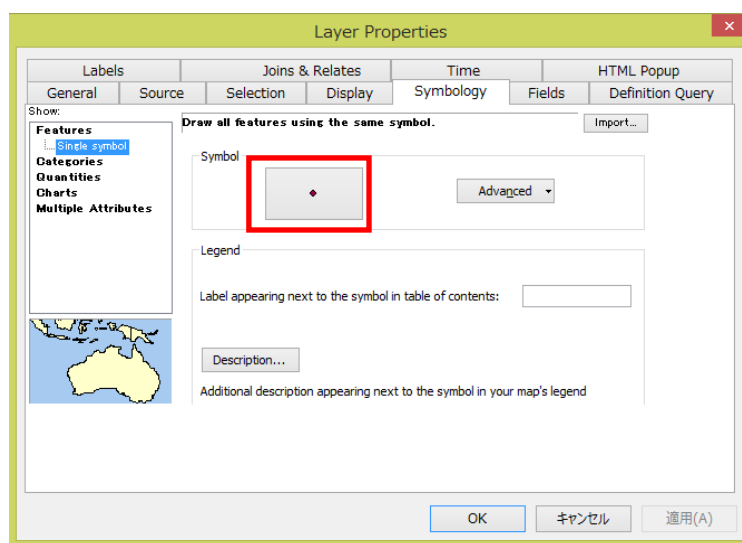 Layer Properties
×
Labels Joins & Relates Time HTML Popup
General Source Selection Display Symbology Fields Definition Query
Show:
Features
Single symbol
Categories
Quantities
Charts
Multiple Attributes
Draw all features using the same symbol.
Import...
Symbol
Advanced
Legend
Label appearing next to the symbol in table of contents:
Description...
Additional description appearing next to the symbol in your map's legend
OK キャンセル 適用(A)